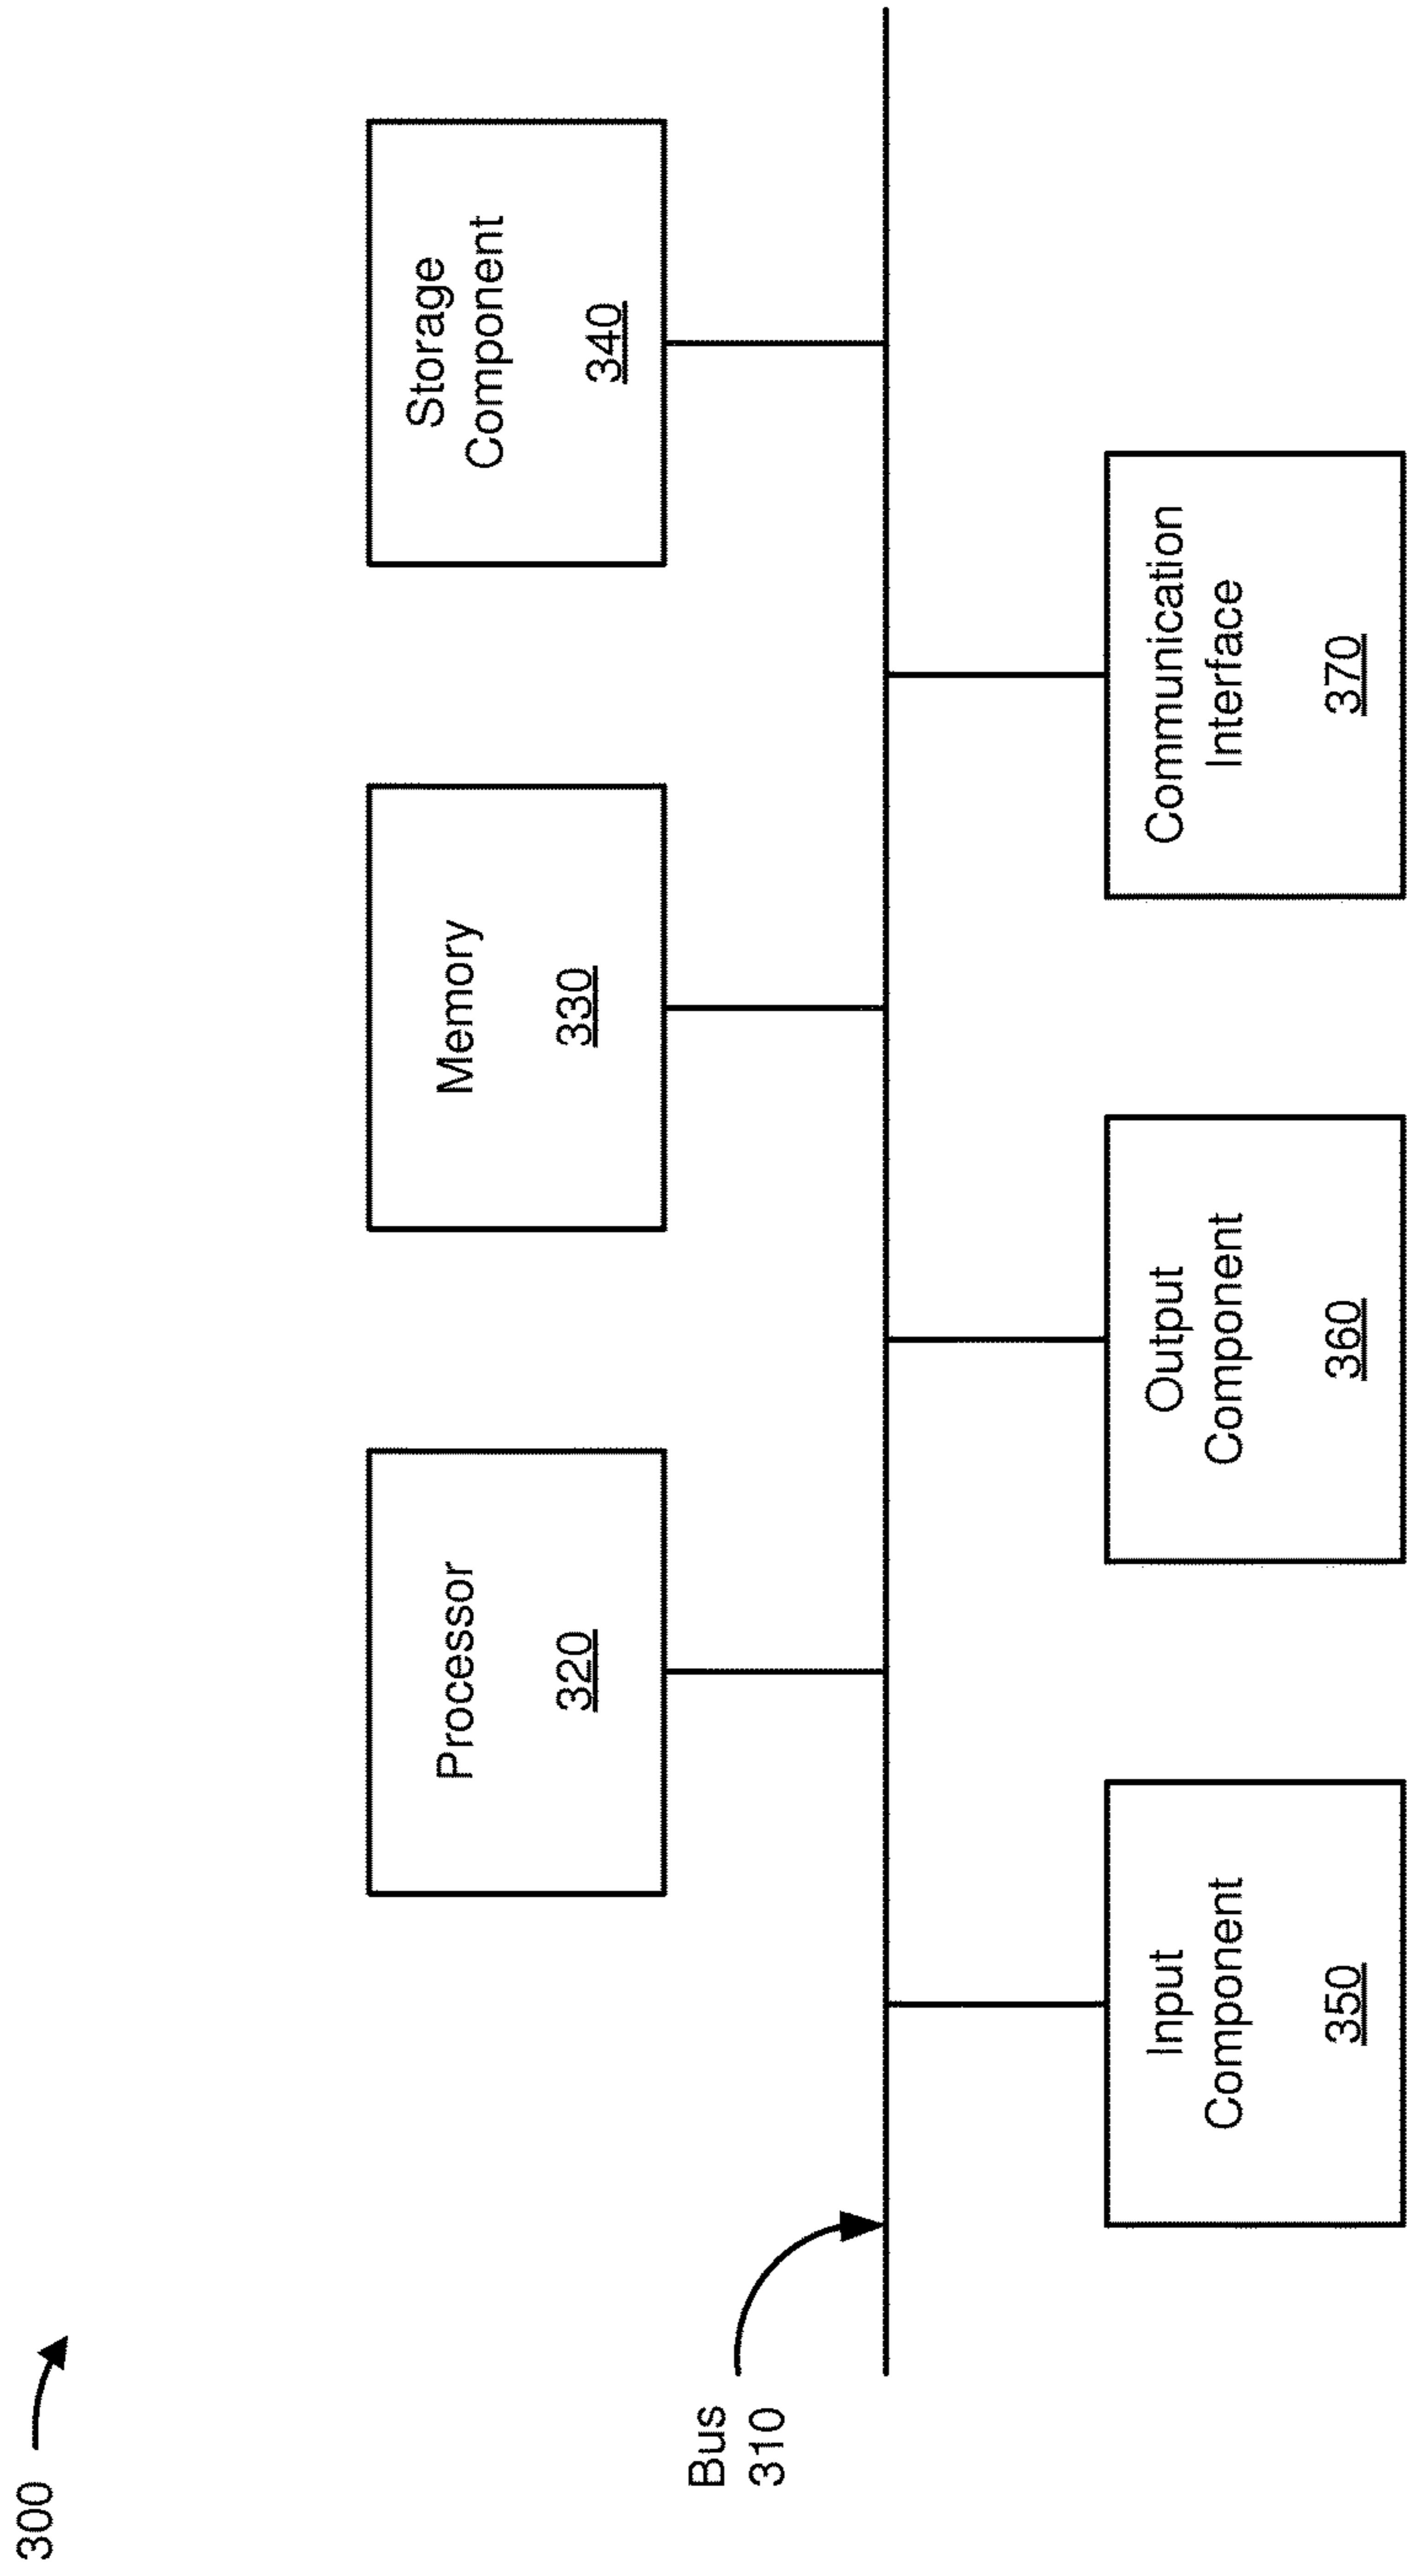 300
Processor
320
Memory
330
Storage
Component
340
Bus
310
Input
Component
350
Output
Component
360
Communication
Interface
370